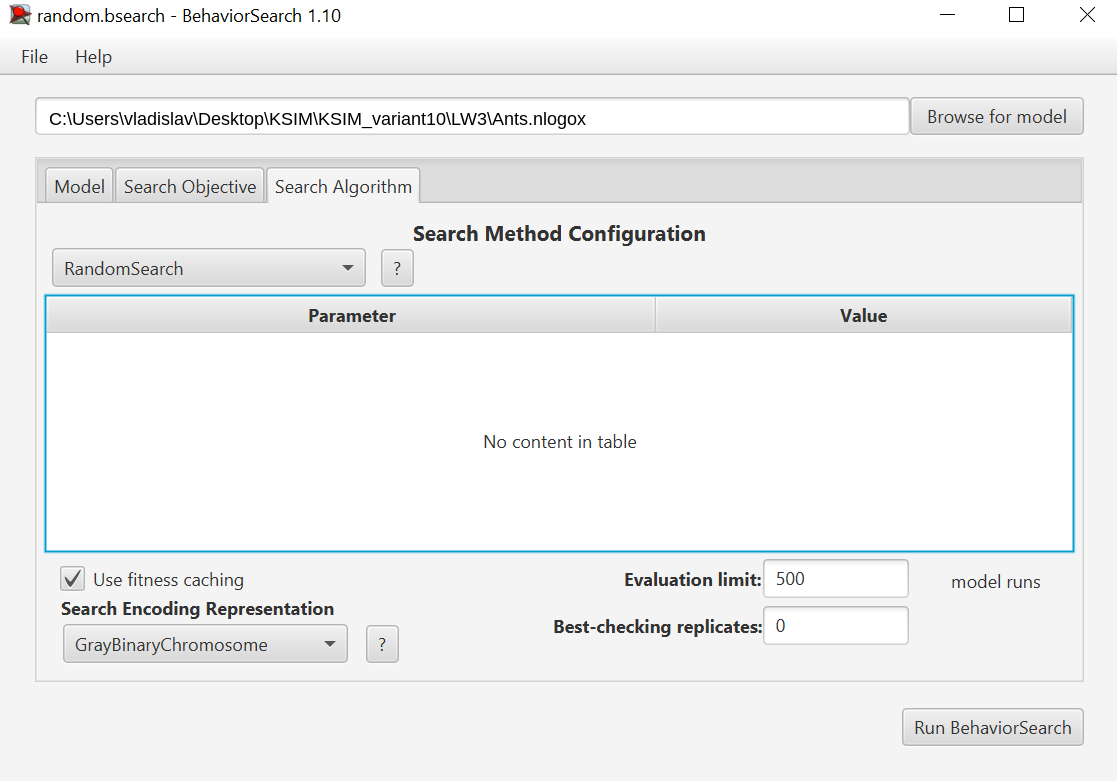 random.bsearch - BehaviorSearch 1.10
File Help
C:\Users\vladislav\Desktop\KSIM\KSIM_variant10\LW3\Ants.nlogox
Browse for model
Model Search Objective Search Algorithm
Search Method Configuration
RandomSearch ?
Parameter Value
No content in table
Use fitness caching
Evaluation limit: 500 model runs
Search Encoding Representation
Best-checking replicates: 0
GrayBinaryChromosome ?
Run BehaviorSearch